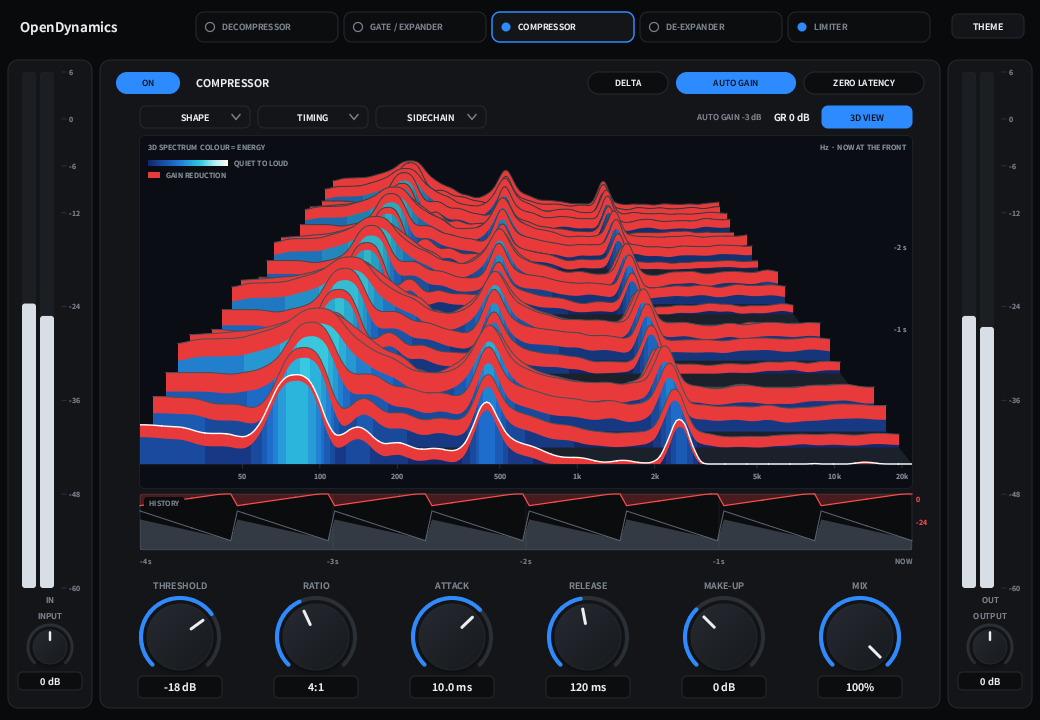 OpenDynamics
DECOMPRESSOR
GATE / EXPANDER
COMPRESSOR
DE-EXPANDER
LIMITER
THEME
ON
COMPRESSOR
DELTA
AUTO GAIN
ZERO LATENCY
SHAPE
TIMING
SIDECHAIN
AUTO GAIN -3 dB
GR 0 dB
3D VIEW
3D SPECTRUM COLOUR = ENERGY
Hz · NOW AT THE FRONT
QUIET TO LOUD
GAIN REDUCTION
-2 s
-1 s
50
100
200
500
1k
2k
5k
10k
20k
HISTORY
0
-24
-4s
-3s
-2s
-1s
NOW
6
0
-6
-12
-24
-36
-48
-60
IN
INPUT
0 dB
THRESHOLD
RATIO
ATTACK
RELEASE
MAKE-UP
MIX
-18 dB
4:1
10.0 ms
120 ms
0 dB
100%
6
0
-6
-12
-24
-36
-48
-60
OUT
OUTPUT
0 dB